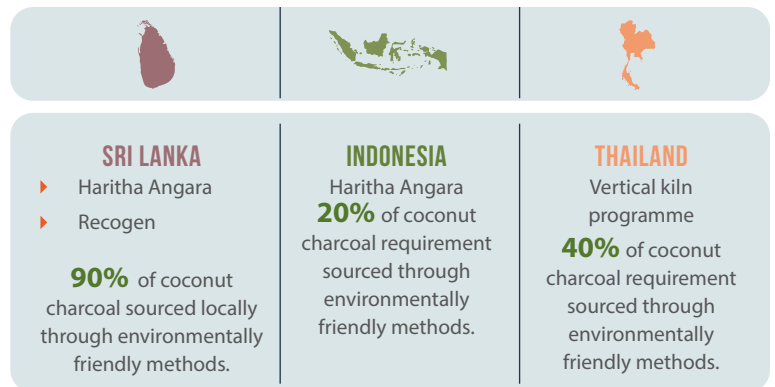 SRI LANKA
Haritha Angara
Recogen
90% of coconut
charcoal sourced locally
through environmentally
friendly methods.
INDONESIA
Haritha Angara
20% of coconut
charcoal requirement
sourced through
environmentally
friendly methods.
THAILAND
Vertical kiln
programme
40% of coconut
charcoal requirement
sourced through
environmentally
friendly methods.